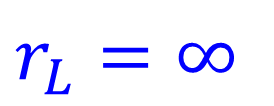 r_L = ∞